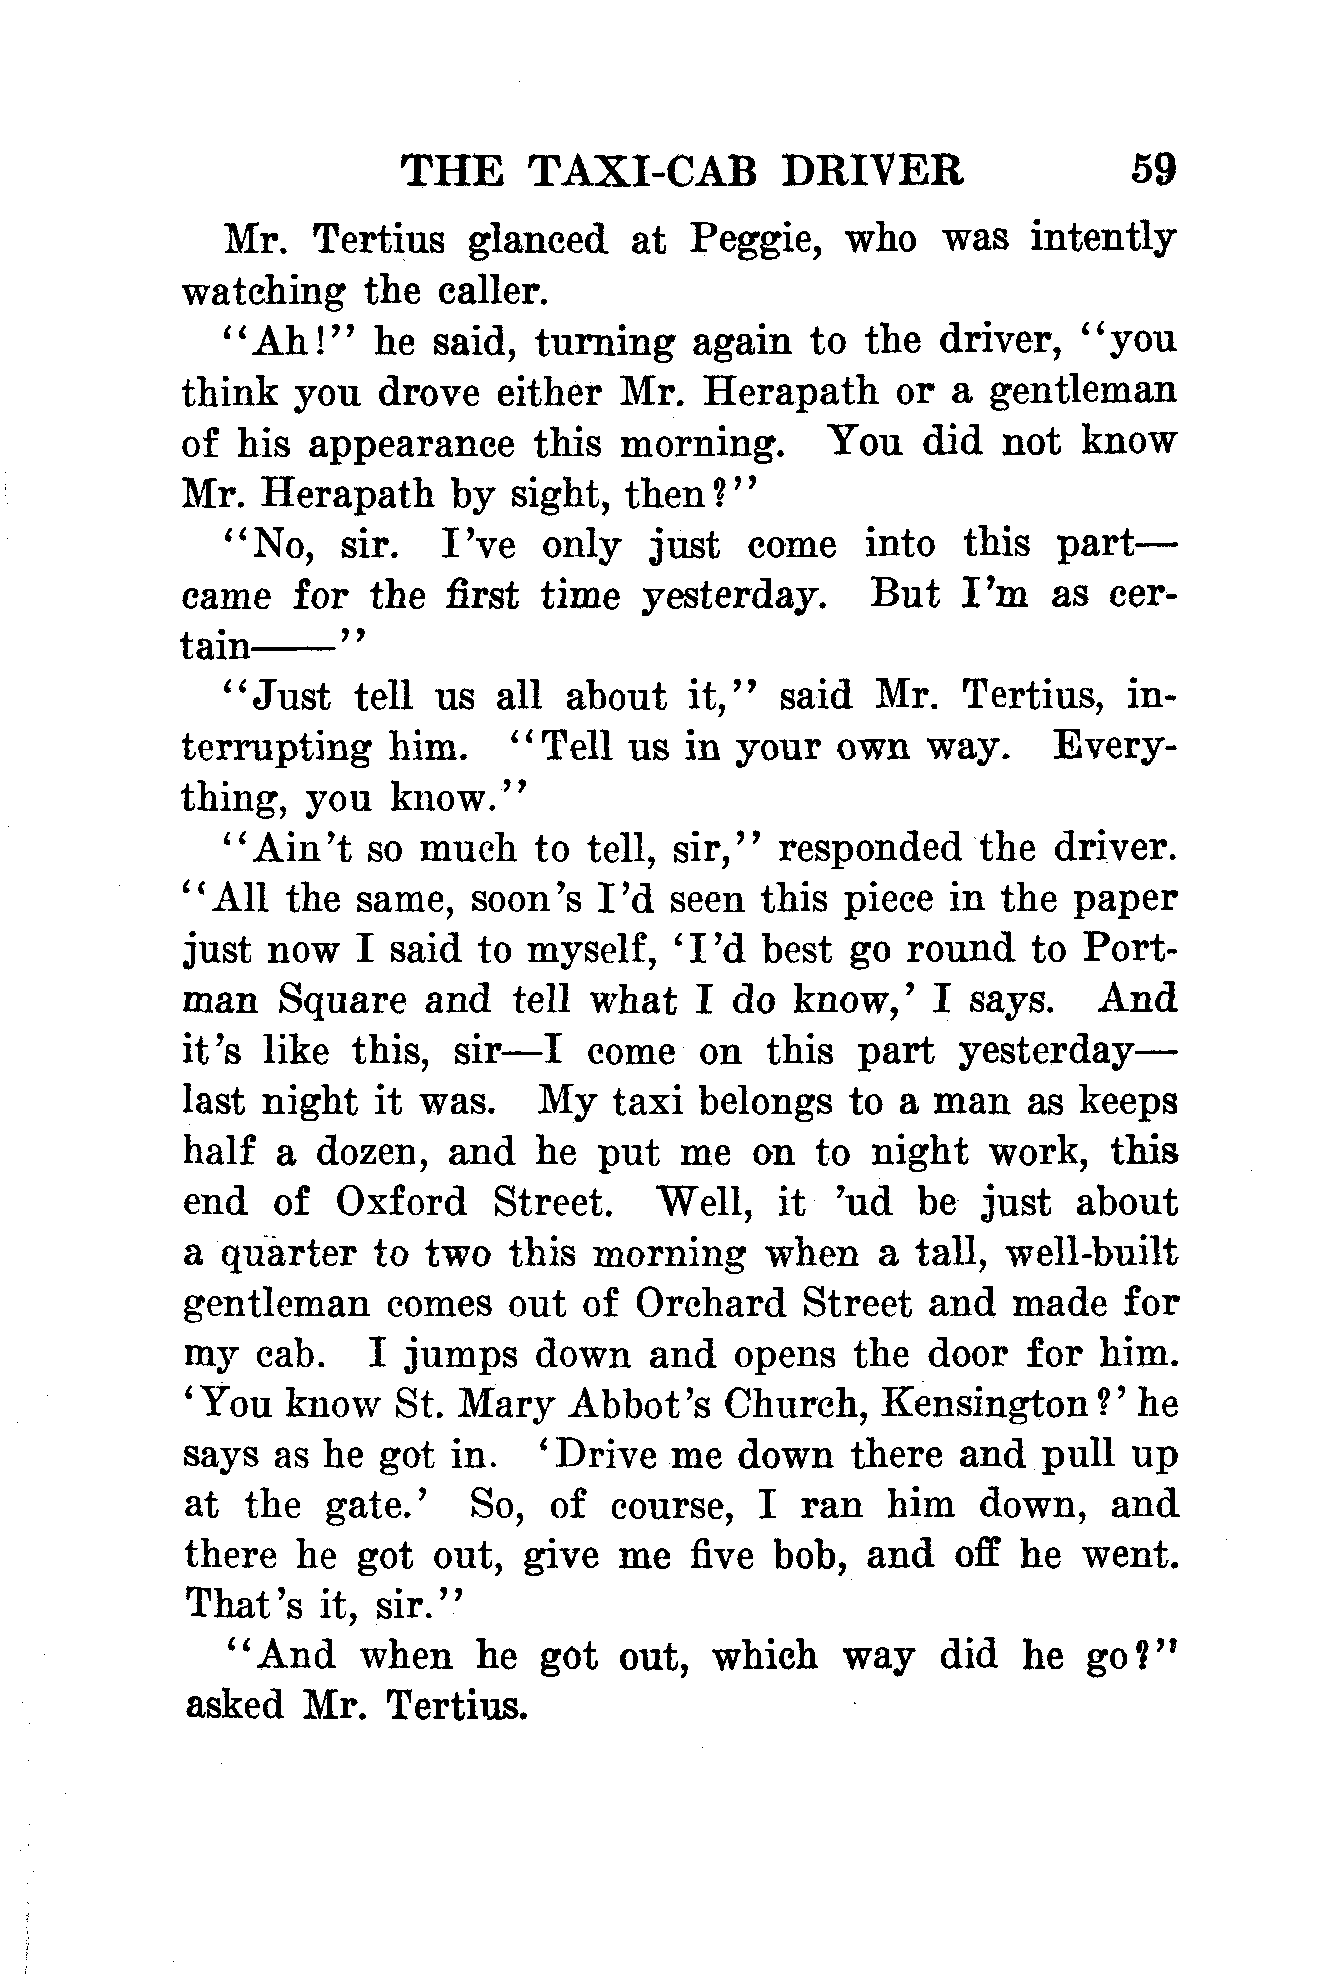 THE TAXI-CAB DRIVER 59
Mr. Tertius glanced at Peggie, who was intently
watching the caller.
"Ah!" he said, turning again to the driver, "you
think you drove either Mr. Herapath or a gentleman
of his appearance this morning. You did not know
Mr. Herapath by sight, then?"
"No, sir. I've only just come into this part—
came for the first time yesterday. But I'm as cer-
tain——"
"Just tell us all about it," said Mr. Tertius, in-
terrupting him. "Tell us in your own way. Every-
thing, you know."
"Ain't so much to tell, sir," responded the driver.
"All the same, soon's I'd seen this piece in the paper
just now I said to myself, 'I'd best go round to Port-
man Square and tell what I do know,' I says. And
it's like this, sir—I come on this part yesterday—
last night it was. My taxi belongs to a man as keeps
half a dozen, and he put me on to night work, this
end of Oxford Street. Well, it 'ud be just about
a quarter to two this morning when a tall, well-built
gentleman comes out of Orchard Street and made for
my cab. I jumps down and opens the door for him.
'You know St. Mary Abbot's Church, Kensington?' he
says as he got in. 'Drive me down there and pull up
at the gate.' So, of course, I ran him down, and
there he got out, give me five bob, and off he went.
That's it, sir."
"And when he got out, which way did he go?"
asked Mr. Tertius.